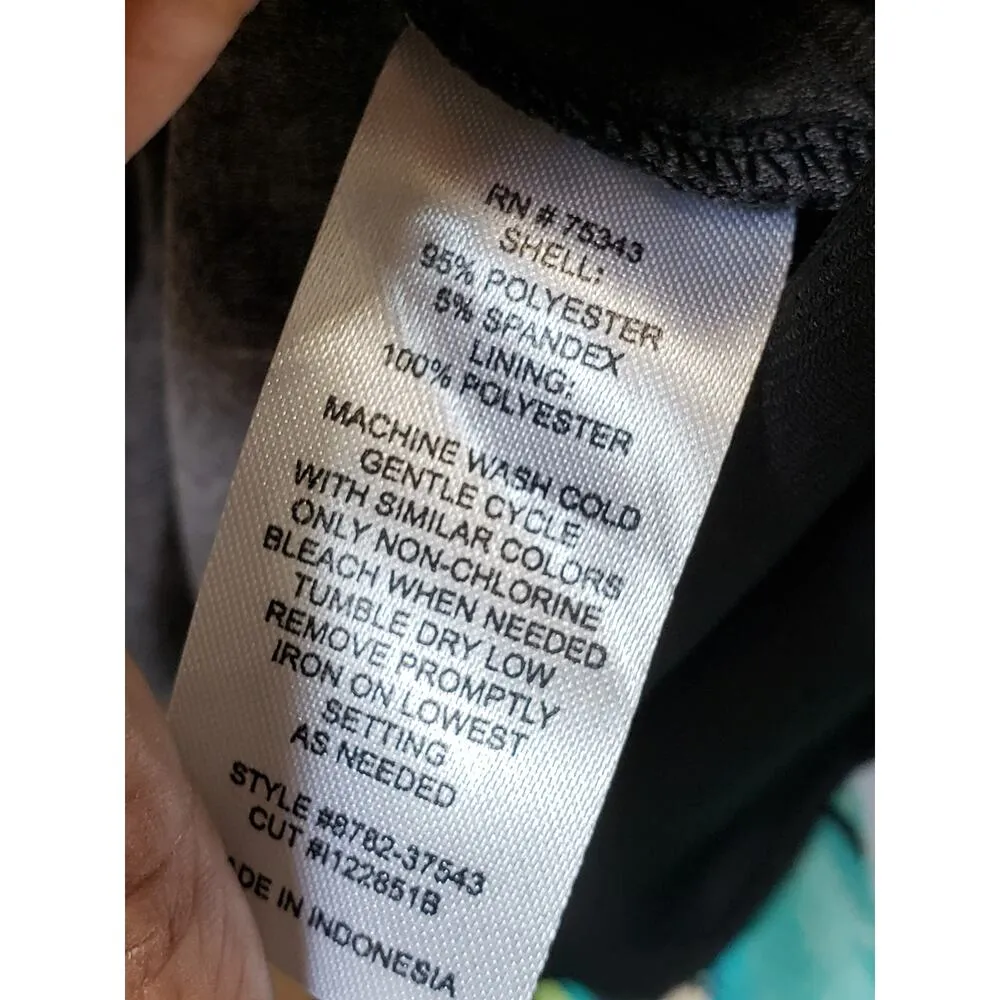 RN # 75343
SHELL:
95% POLYESTER
5% SPANDEX
LINING:
100% POLYESTER
MACHINE WASH COLD
GENTLE CYCLE
WITH SIMILAR COLORS
ONLY NON-CHLORINE
BLEACH WHEN NEEDED
TUMBLE DRY LOW
REMOVE PROMPTLY
IRON ON LOWEST
SETTING
AS NEEDED
STYLE #8782-37543
CUT #I122851B
ADE IN INDONESIA